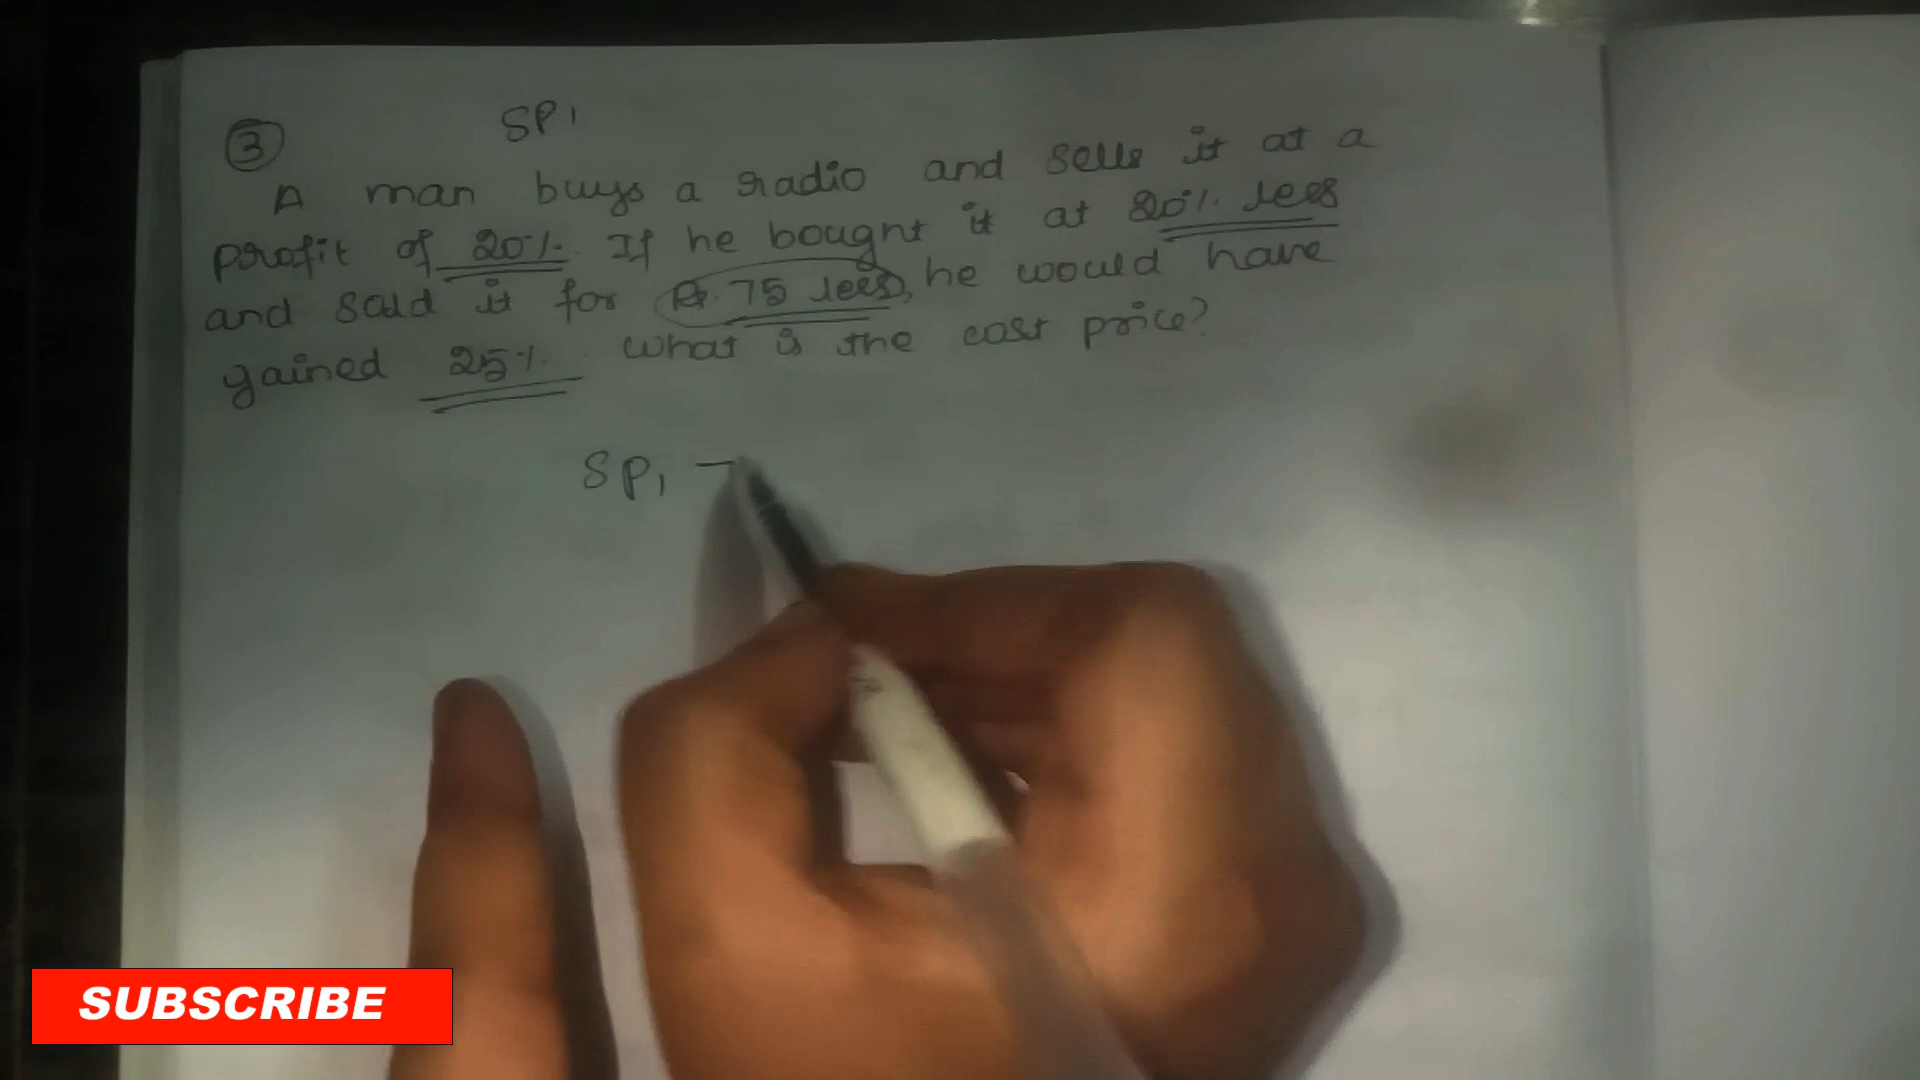 3
SP1
A man buys a radio and sells it at a
profit of 20%. If he bought it at 20% less
and sold it for Rs. 75 less, he would have
gained 25%. what is the cost price?
SP1 -
SUBSCRIBE